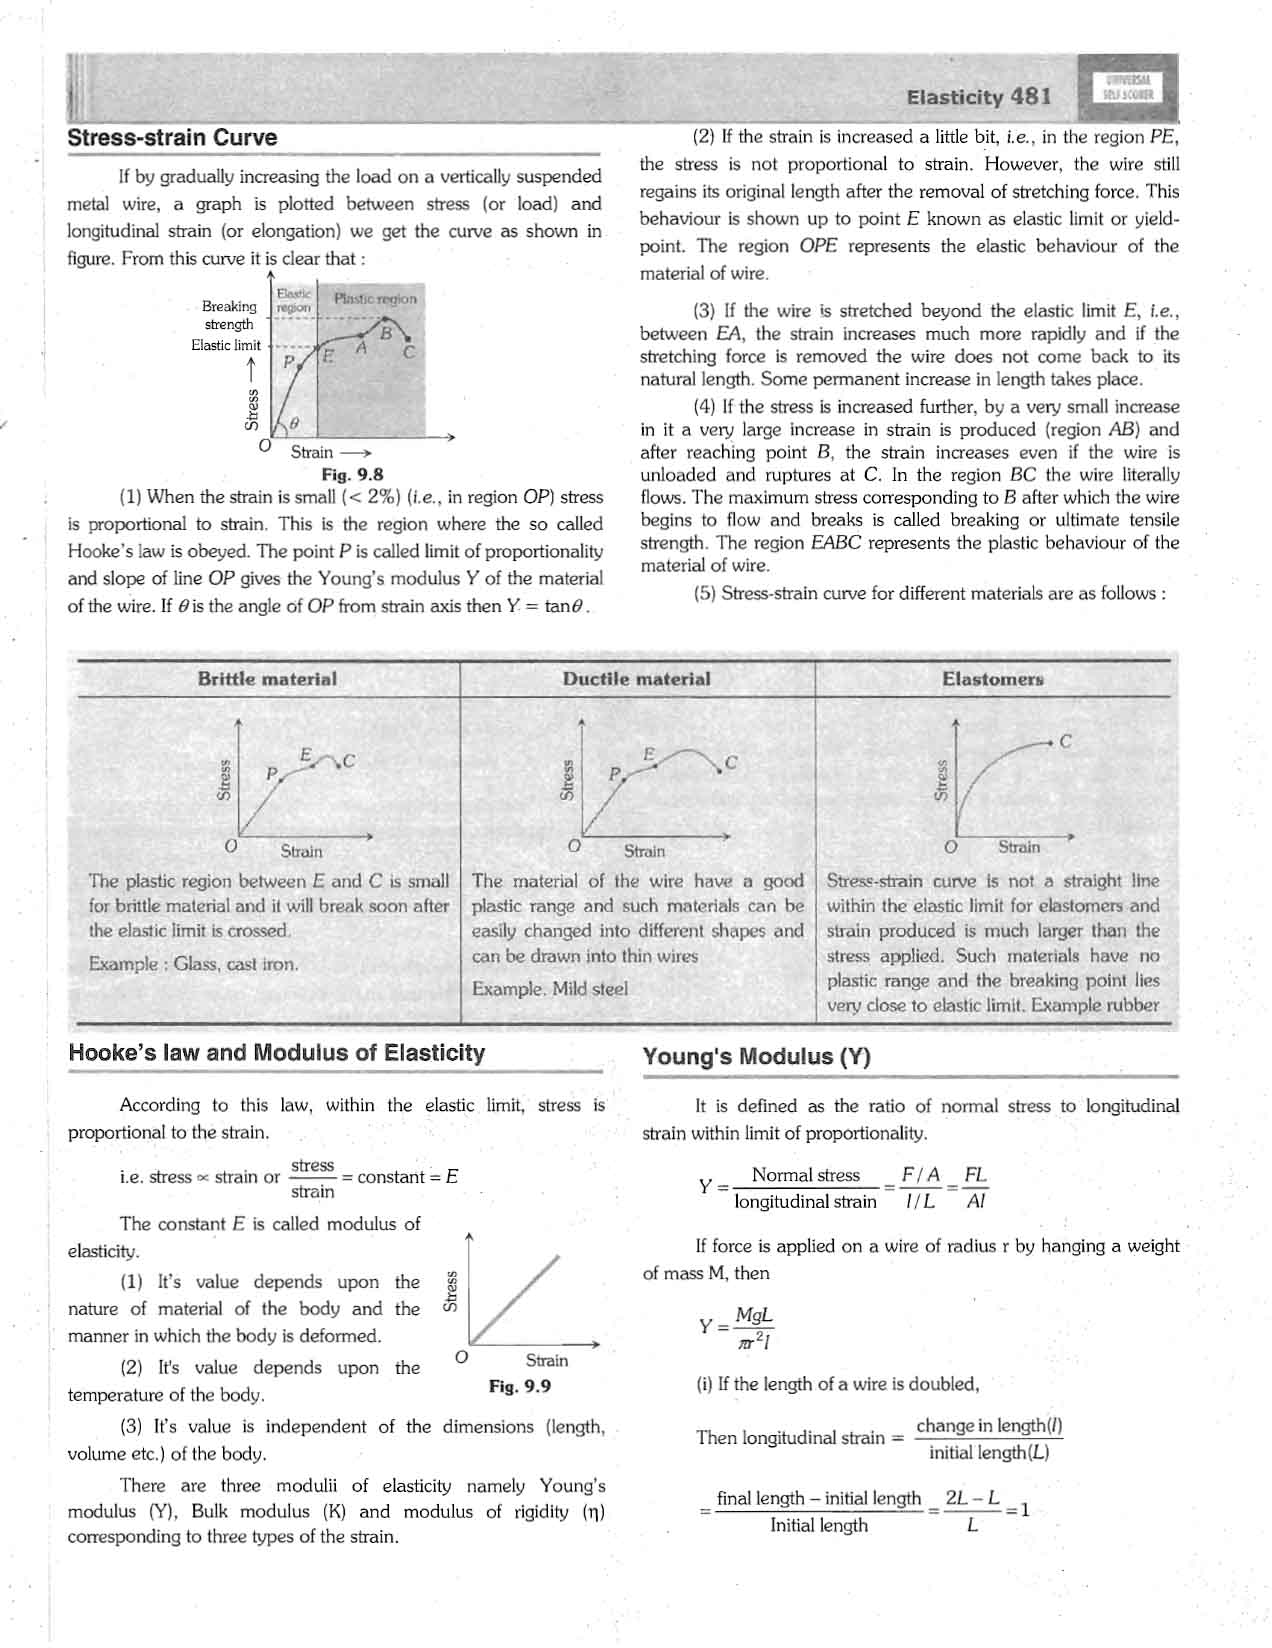 Elasticity 481
UNIVERSAL
SELF SCORER
Stress-strain Curve
If by gradually increasing the load on a vertically suspended
metal wire, a graph is plotted between stress (or load) and
longitudinal strain (or elongation) we get the curve as shown in
figure. From this curve it is clear that :
Elastic
region
Plastic region
Breaking
strength
Elastic limit
P
E
A
B
C
Stress
θ
O
Strain
Fig. 9.8
(1) When the strain is small (< 2%) (i.e., in region OP) stress
is proportional to strain. This is the region where the so called
Hooke's law is obeyed. The point P is called limit of proportionality
and slope of line OP gives the Young's modulus Y of the material
of the wire. If θ is the angle of OP from strain axis then Y = tanθ.
(2) If the strain is increased a little bit, i.e., in the region PE,
the stress is not proportional to strain. However, the wire still
regains its original length after the removal of stretching force. This
behaviour is shown up to point E known as elastic limit or yield-
point. The region OPE represents the elastic behaviour of the
material of wire.
(3) If the wire is stretched beyond the elastic limit E, i.e.,
between EA, the strain increases much more rapidly and if the
stretching force is removed the wire does not come back to its
natural length. Some permanent increase in length takes place.
(4) If the stress is increased further, by a very small increase
in it a very large increase in strain is produced (region AB) and
after reaching point B, the strain increases even if the wire is
unloaded and ruptures at C. In the region BC the wire literally
flows. The maximum stress corresponding to B after which the wire
begins to flow and breaks is called breaking or ultimate tensile
strength. The region EABC represents the plastic behaviour of the
material of wire.
(5) Stress-strain curve for different materials are as follows :
Brittle material
Stress
P
E
C
O
Strain
The plastic region between E and C is small
for brittle material and it will break soon after
the elastic limit is crossed.
Example : Glass, cast iron.
Ductile material
Stress
P
E
C
O
Strain
The material of the wire have a good
plastic range and such materials can be
easily changed into different shapes and
can be drawn into thin wires
Example. Mild steel
Elastomers
Stress
C
O
Strain
Stress-strain curve is not a straight line
within the elastic limit for elastomers and
strain produced is much larger than the
stress applied. Such materials have no
plastic range and the breaking point lies
very close to elastic limit. Example rubber
Hooke's law and Modulus of Elasticity
According to this law, within the elastic limit, stress is
proportional to the strain.
i.e. stress ∝ strain or stress/strain = constant = E
The constant E is called modulus of
elasticity.
(1) It's value depends upon the
nature of material of the body and the
manner in which the body is deformed.
(2) It's value depends upon the
temperature of the body.
Stress
O
Strain
Fig. 9.9
(3) It's value is independent of the dimensions (length,
volume etc.) of the body.
There are three modulii of elasticity namely Young's
modulus (Y), Bulk modulus (K) and modulus of rigidity (η)
corresponding to three types of the strain.
Young's Modulus (Y)
It is defined as the ratio of normal stress to longitudinal
strain within limit of proportionality.
Y = Normal stress/longitudinal strain = F/A / l/L = FL/Al
If force is applied on a wire of radius r by hanging a weight
of mass M, then
Y = MgL/πr²l
(i) If the length of a wire is doubled,
Then longitudinal strain = change in length(l)/initial length(L)
= final length – initial length/Initial length = 2L – L/L = 1